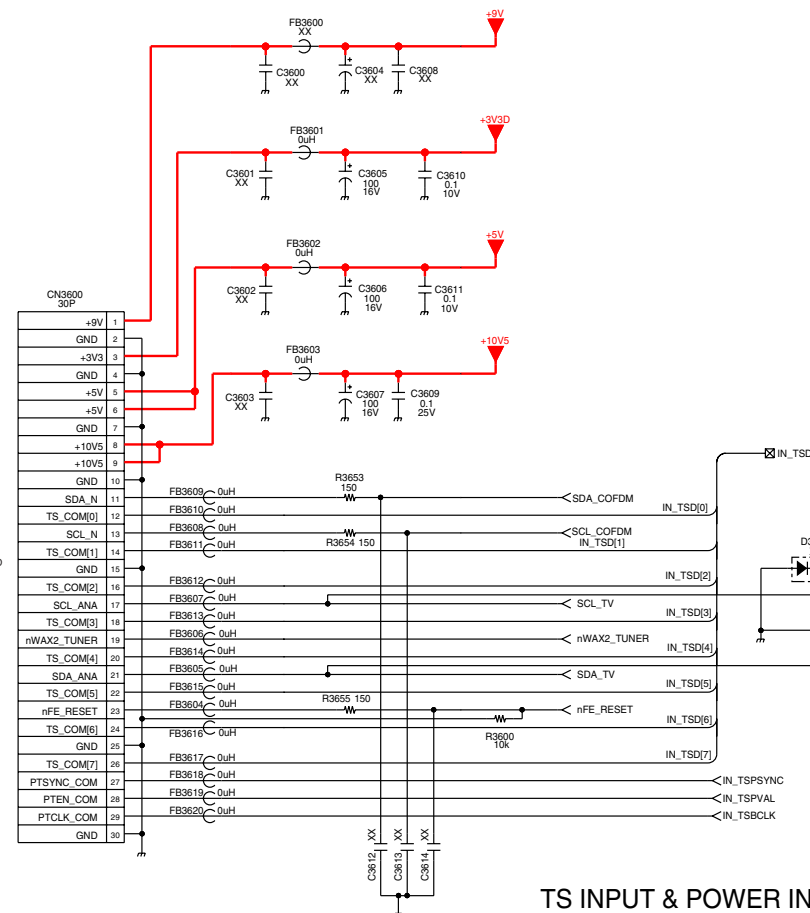 +9V
FB3600
XX
C3600
XX
C3604
XX
C3608
XX
+3V3D
FB3601
0uH
C3601
XX
C3605
100
16V
C3610
0.1
10V
+5V
FB3602
0uH
C3602
XX
C3606
100
16V
C3611
0.1
10V
+10V5
FB3603
0uH
C3603
XX
C3607
100
16V
C3609
0.1
25V
CN3600
30P
+9V 1
GND 2
+3V3 3
GND 4
+5V 5
+5V 6
GND 7
+10V5 8
+10V5 9
GND 10
SDA_N 11
TS_COM[0] 12
SCL_N 13
TS_COM[1] 14
GND 15
TS_COM[2] 16
SCL_ANA 17
TS_COM[3] 18
nWAX2_TUNER 19
TS_COM[4] 20
SDA_ANA 21
TS_COM[5] 22
nFE_RESET 23
TS_COM[6] 24
GND 25
TS_COM[7] 26
PTSYNC_COM 27
PTEN_COM 28
PTCLK_COM 29
GND 30
FB3609 0uH
FB3610 0uH
FB3608 0uH
FB3611 0uH
FB3612 0uH
FB3607 0uH
FB3613 0uH
FB3606 0uH
FB3614 0uH
FB3605 0uH
FB3615 0uH
FB3604 0uH
FB3616 0uH
FB3617 0uH
FB3618 0uH
FB3619 0uH
FB3620 0uH
R3653
150
R3654 150
R3655 150
R3600
10k
SDA_COFDM
SCL_COFDM
SCL_TV
nWAX2_TUNER
SDA_TV
nFE_RESET
IN_TSD
IN_TSD[0]
IN_TSD[1]
IN_TSD[2]
IN_TSD[3]
IN_TSD[4]
IN_TSD[5]
IN_TSD[6]
IN_TSD[7]
IN_TSPSYNC
IN_TSPVAL
IN_TSBCLK
D3
C3612 XX
C3613 XX
C3614 XX
TS INPUT & POWER IN